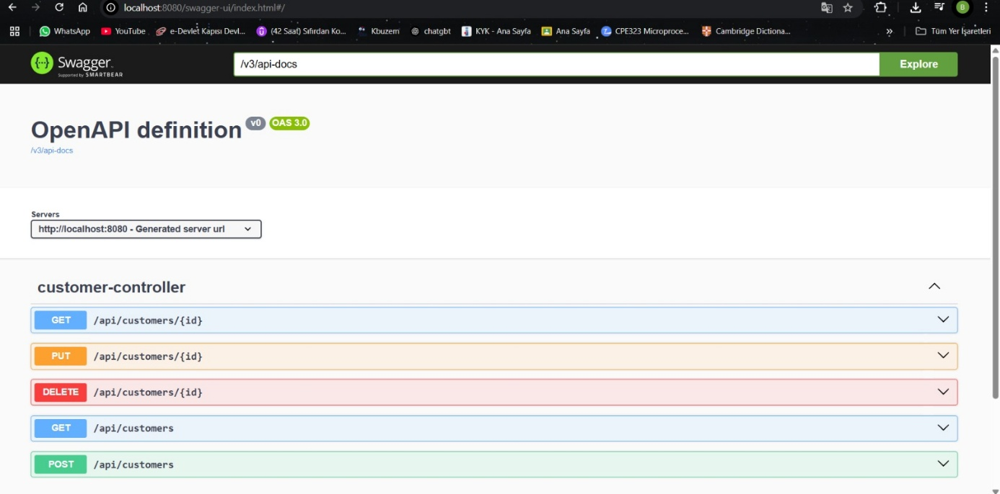 localhost:8080/swagger-ui/index.html#/
WhatsApp YouTube e-Devlet Kapısı Devl... (42 Saat) Sıfırdan Ko... Kbuzem chatgbt KYK - Ana Sayfa Ana Sayfa CPE323 Microproce... Cambridge Dictiona... » Tüm Yer İşaretleri
Swagger. /v3/api-docs Explore
Supported by SMARTBEAR
OpenAPI definition v0 OAS 3.0
/v3/api-docs
Servers
http://localhost:8080 - Generated server url
customer-controller
GET /api/customers/{id}
PUT /api/customers/{id}
DELETE /api/customers/{id}
GET /api/customers
POST /api/customers